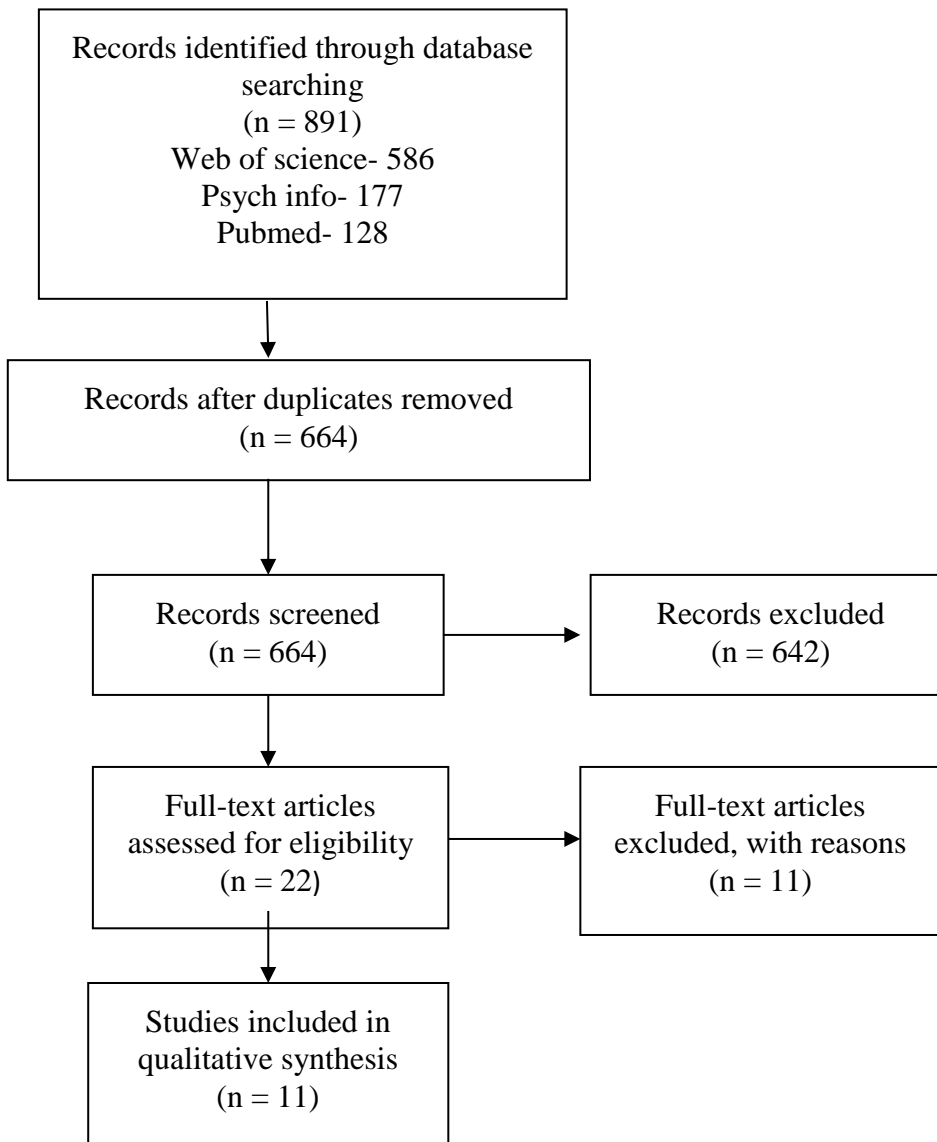 Records identified through database
searching
(n = 891)
Web of science- 586
Psych info- 177
Pubmed- 128
Records after duplicates removed
(n = 664)
Records screened
(n = 664)
Records excluded
(n = 642)
Full-text articles
assessed for eligibility
(n = 22)
Full-text articles
excluded, with reasons
(n = 11)
Studies included in
qualitative synthesis
(n = 11)